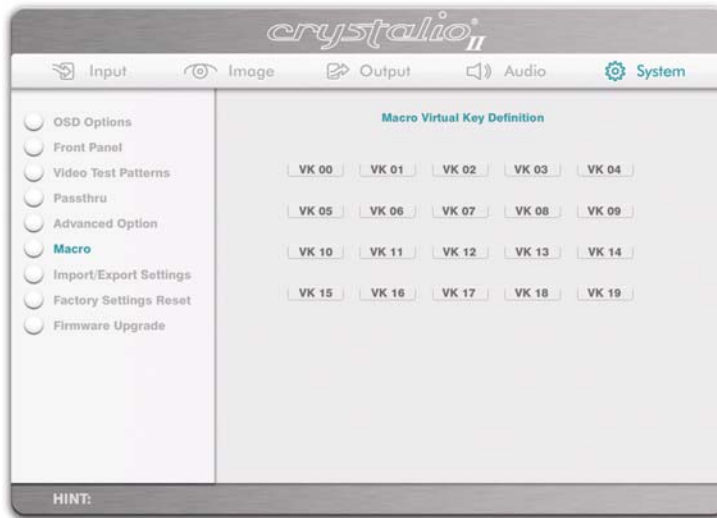 crystalio® II
Input Image Output Audio System
OSD Options
Front Panel
Video Test Patterns
Passthru
Advanced Option
Macro
Import/Export Settings
Factory Settings Reset
Firmware Upgrade
Macro Virtual Key Definition
VK 00 VK 01 VK 02 VK 03 VK 04
VK 05 VK 06 VK 07 VK 08 VK 09
VK 10 VK 11 VK 12 VK 13 VK 14
VK 15 VK 16 VK 17 VK 18 VK 19
HINT: